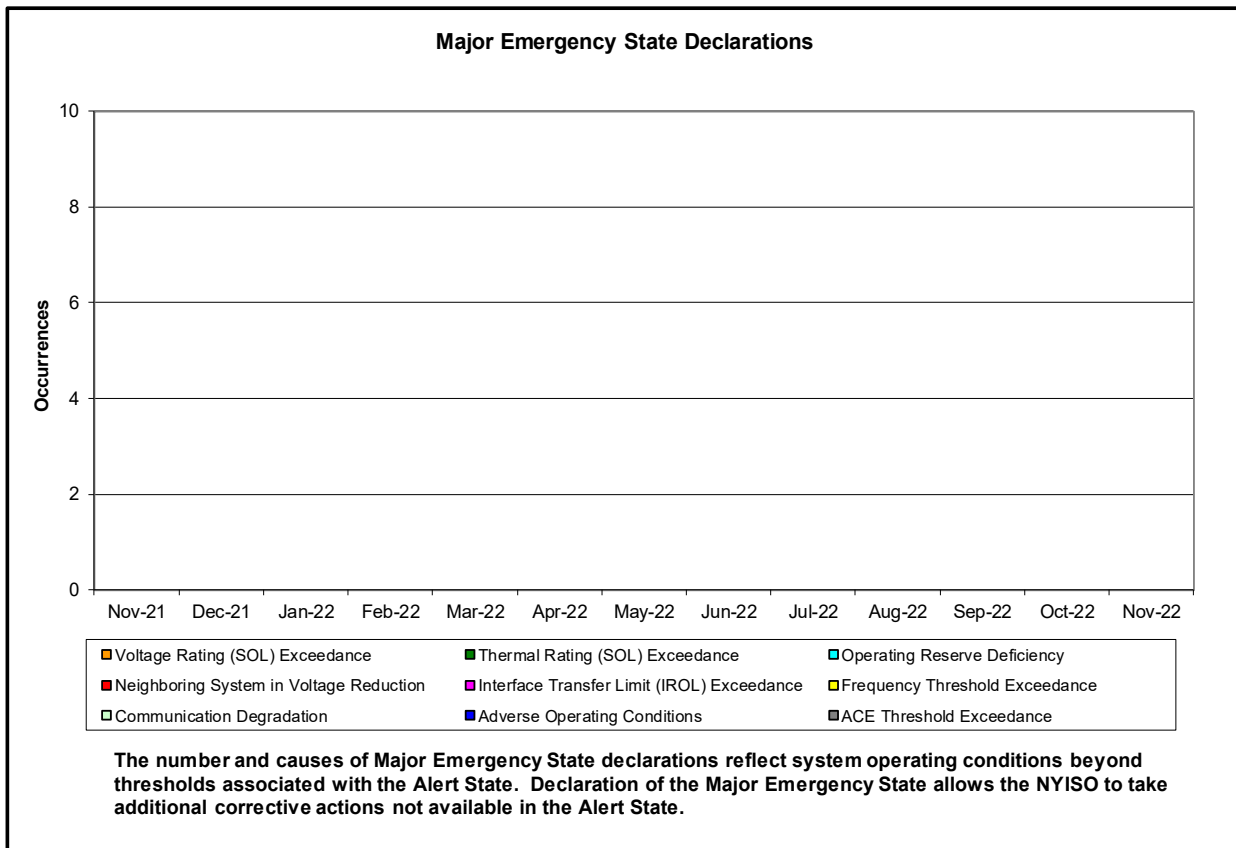 Major Emergency State Declarations
10
8
6
4
2
0
Occurrences
Nov-21 Dec-21 Jan-22 Feb-22 Mar-22 Apr-22 May-22 Jun-22 Jul-22 Aug-22 Sep-22 Oct-22 Nov-22
Voltage Rating (SOL) Exceedance Thermal Rating (SOL) Exceedance Operating Reserve Deficiency
Neighboring System in Voltage Reduction Interface Transfer Limit (IROL) Exceedance Frequency Threshold Exceedance
Communication Degradation Adverse Operating Conditions ACE Threshold Exceedance
The number and causes of Major Emergency State declarations reflect system operating conditions beyond
thresholds associated with the Alert State.  Declaration of the Major Emergency State allows the NYISO to take
additional corrective actions not available in the Alert State.